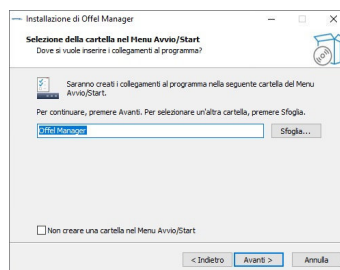 Installazione di Offel Manager
Selezione della cartella nel Menu Avvio/Start
Dove si vuole inserire i collegamenti al programma?
Saranno creati i collegamenti al programma nella seguente cartella del Menu
Avvio/Start.
Per continuare, premere Avanti. Per selezionare un'altra cartella, premere Sfoglia.
Offel Manager
Sfoglia...
Non creare una cartella nel Menu Avvio/Start
< Indietro
Avanti >
Annulla